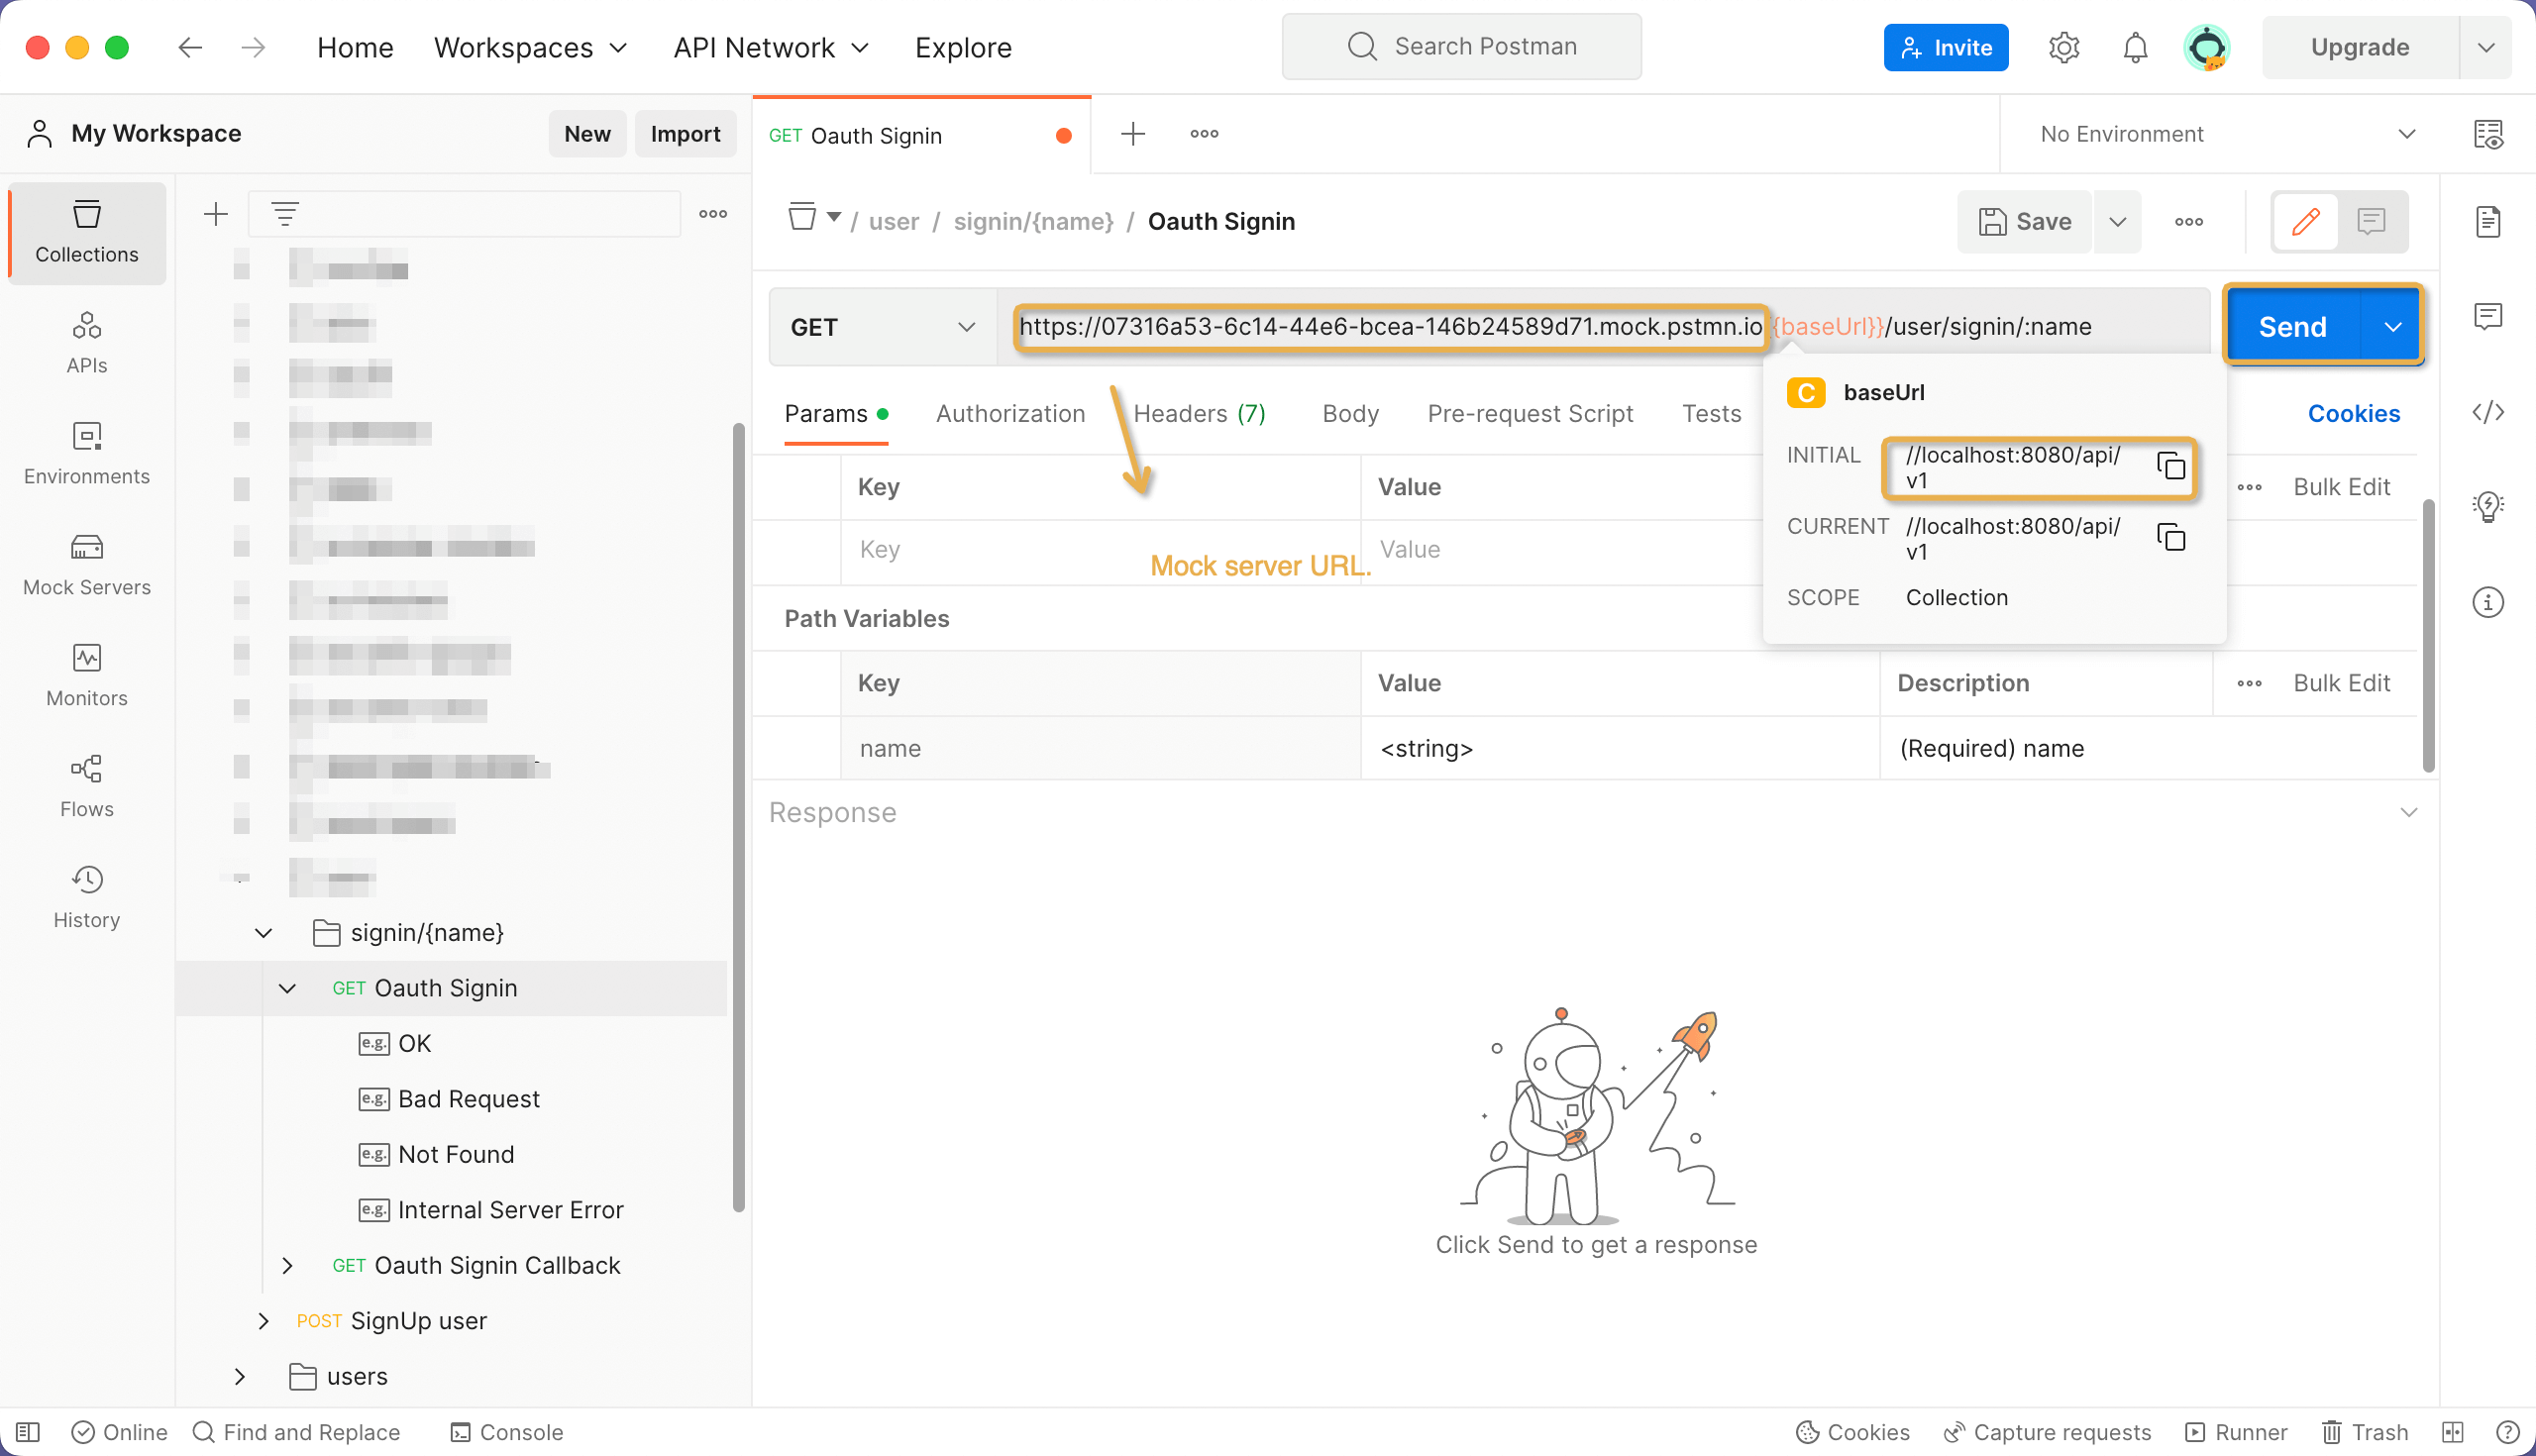 Home Workspaces API Network Explore Search Postman Invite Upgrade
My Workspace New Import
GET Oauth Signin No Environment
/ user / signin/{name} / Oauth Signin Save
GET https://07316a53-6c14-44e6-bcea-146b24589d71.mock.pstmn.io{{baseUrl}}/user/signin/:name Send
Params Authorization Headers (7) Body Pre-request Script Tests Cookies
C baseUrl
INITIAL //localhost:8080/api/
v1
CURRENT //localhost:8080/api/
v1
SCOPE Collection
Key Value Bulk Edit
Key Value
Mock server URL.
Path Variables
Key Value Description Bulk Edit
name <string> (Required) name
Response
Click Send to get a response
Collections
APIs
Environments
Mock Servers
Monitors
Flows
History
signin/{name}
GET Oauth Signin
e.g. OK
e.g. Bad Request
e.g. Not Found
e.g. Internal Server Error
GET Oauth Signin Callback
POST SignUp user
users
Online Find and Replace Console Cookies Capture requests Runner Trash